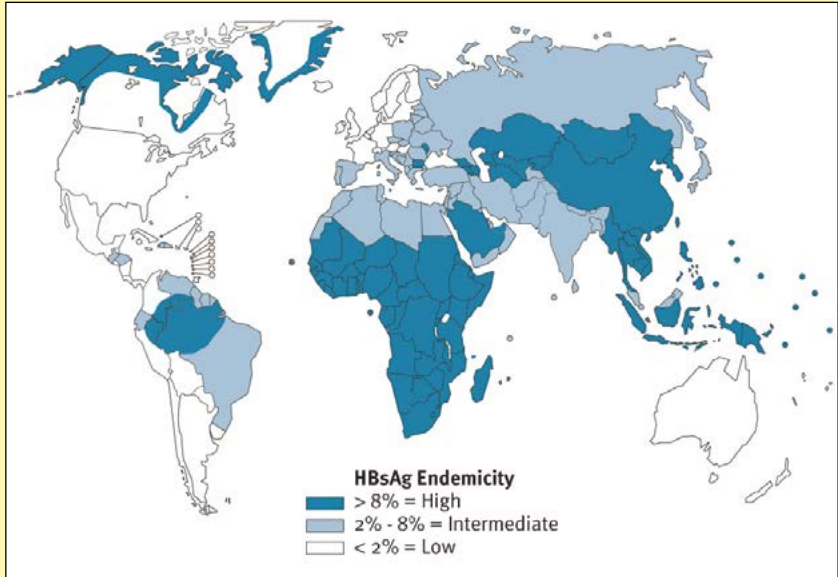 HBsAg Endemicity
> 8% = High
2% - 8% = Intermediate
< 2% = Low